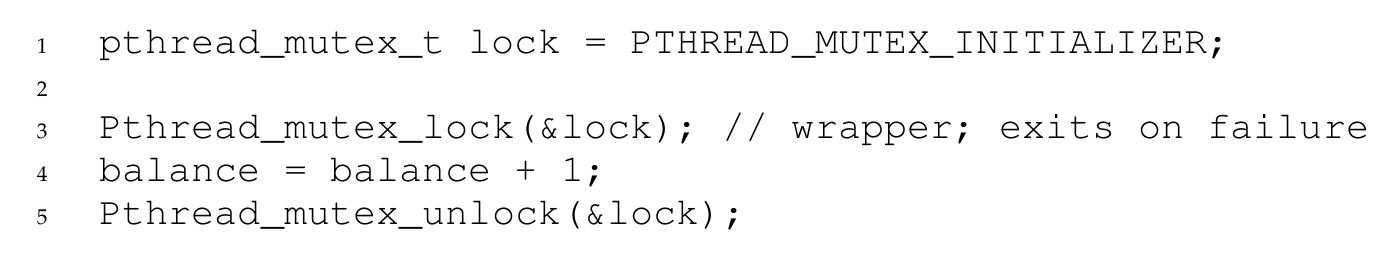 1 pthread_mutex_t lock = PTHREAD_MUTEX_INITIALIZER;
2
3 Pthread_mutex_lock(&lock); // wrapper; exits on failure
4 balance = balance + 1;
5 Pthread_mutex_unlock(&lock);